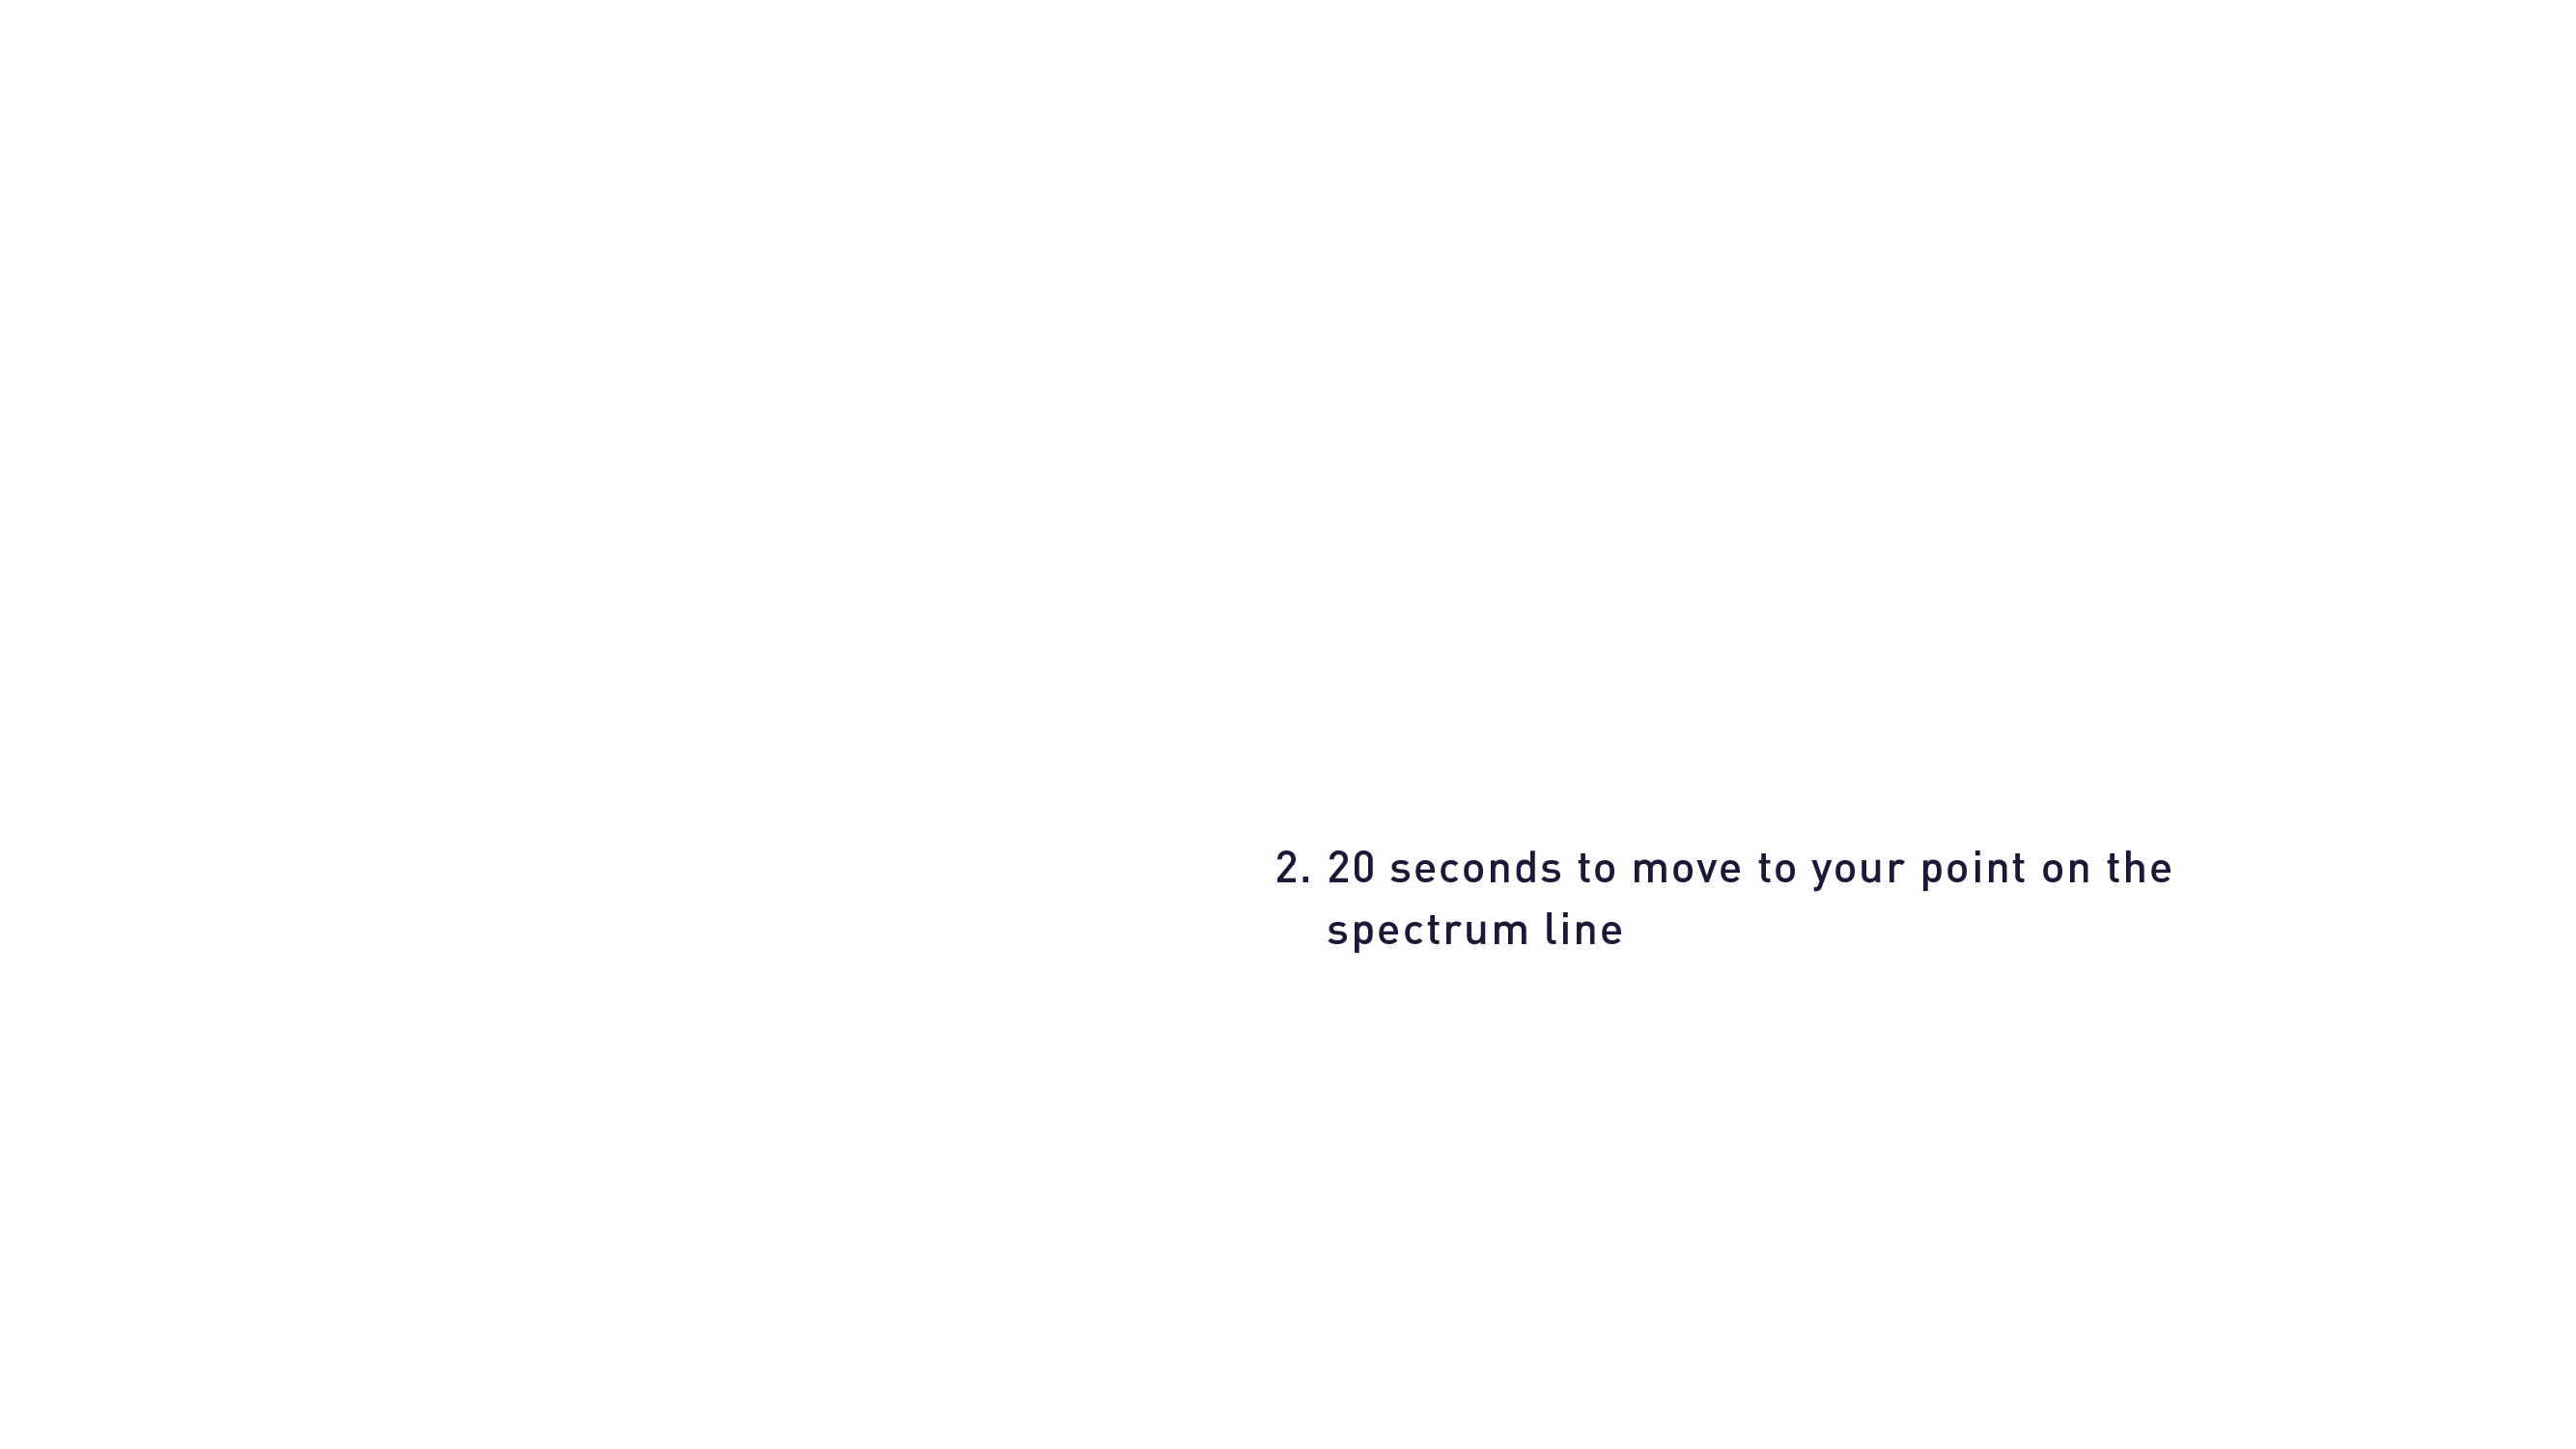 2. 20 seconds to move to your point on the
spectrum line